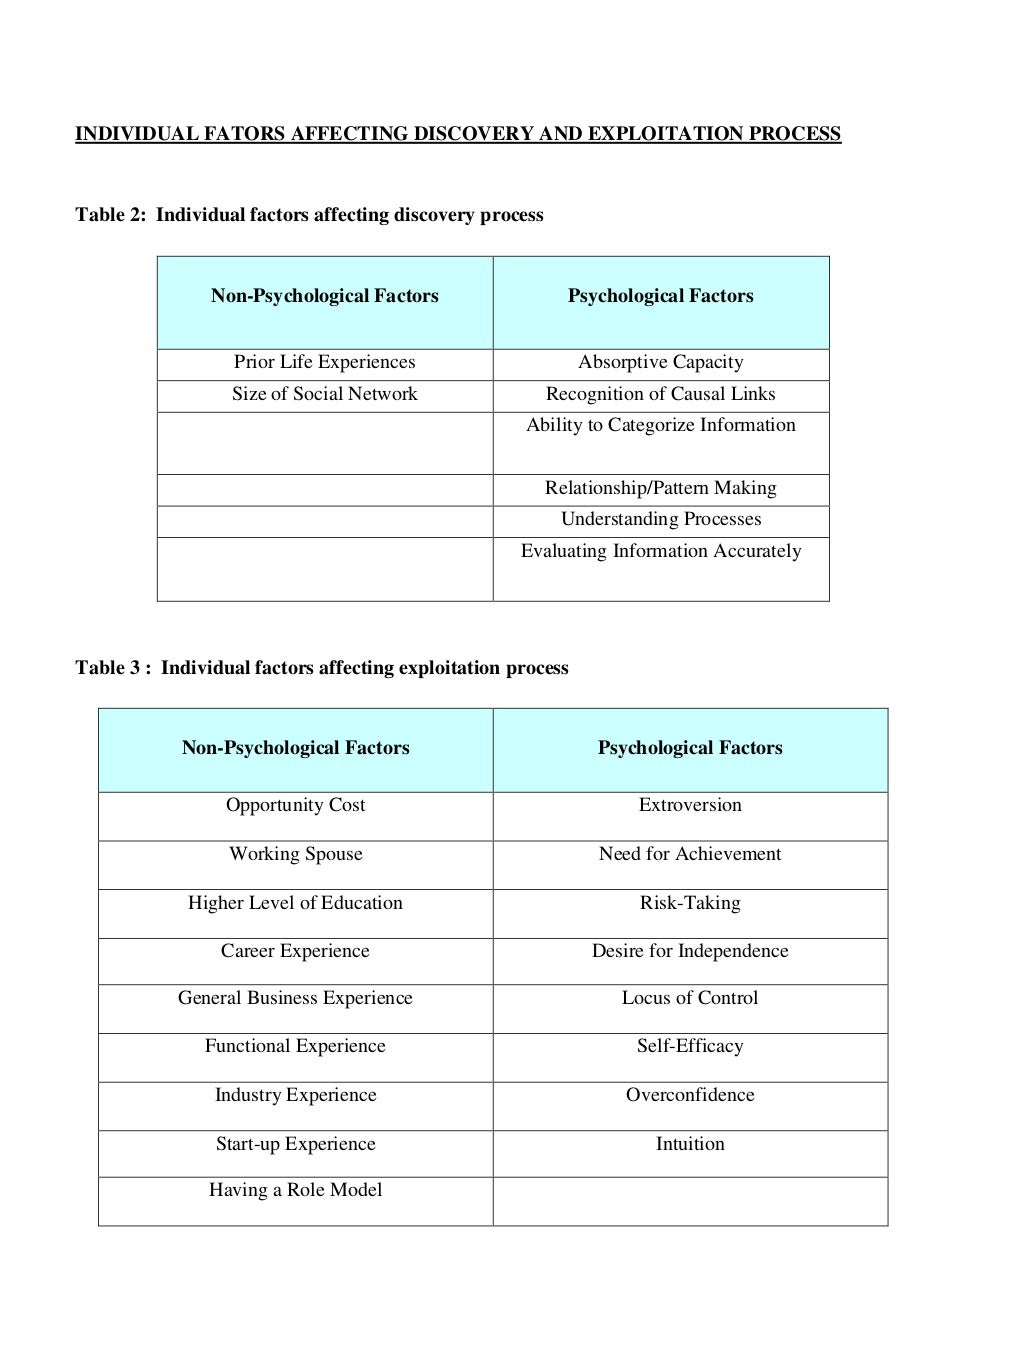 INDIVIDUAL FATORS AFFECTING DISCOVERY AND EXPLOITATION PROCESS
Table 2:  Individual factors affecting discovery process
Non-Psychological Factors Psychological Factors
Prior Life Experiences Absorptive Capacity
Size of Social Network Recognition of Causal Links
Ability to Categorize Information
Relationship/Pattern Making
Understanding Processes
Evaluating Information Accurately
Table 3 :  Individual factors affecting exploitation process
Non-Psychological Factors Psychological Factors
Opportunity Cost Extroversion
Working Spouse Need for Achievement
Higher Level of Education Risk-Taking
Career Experience Desire for Independence
General Business Experience Locus of Control
Functional Experience Self-Efficacy
Industry Experience Overconfidence
Start-up Experience Intuition
Having a Role Model